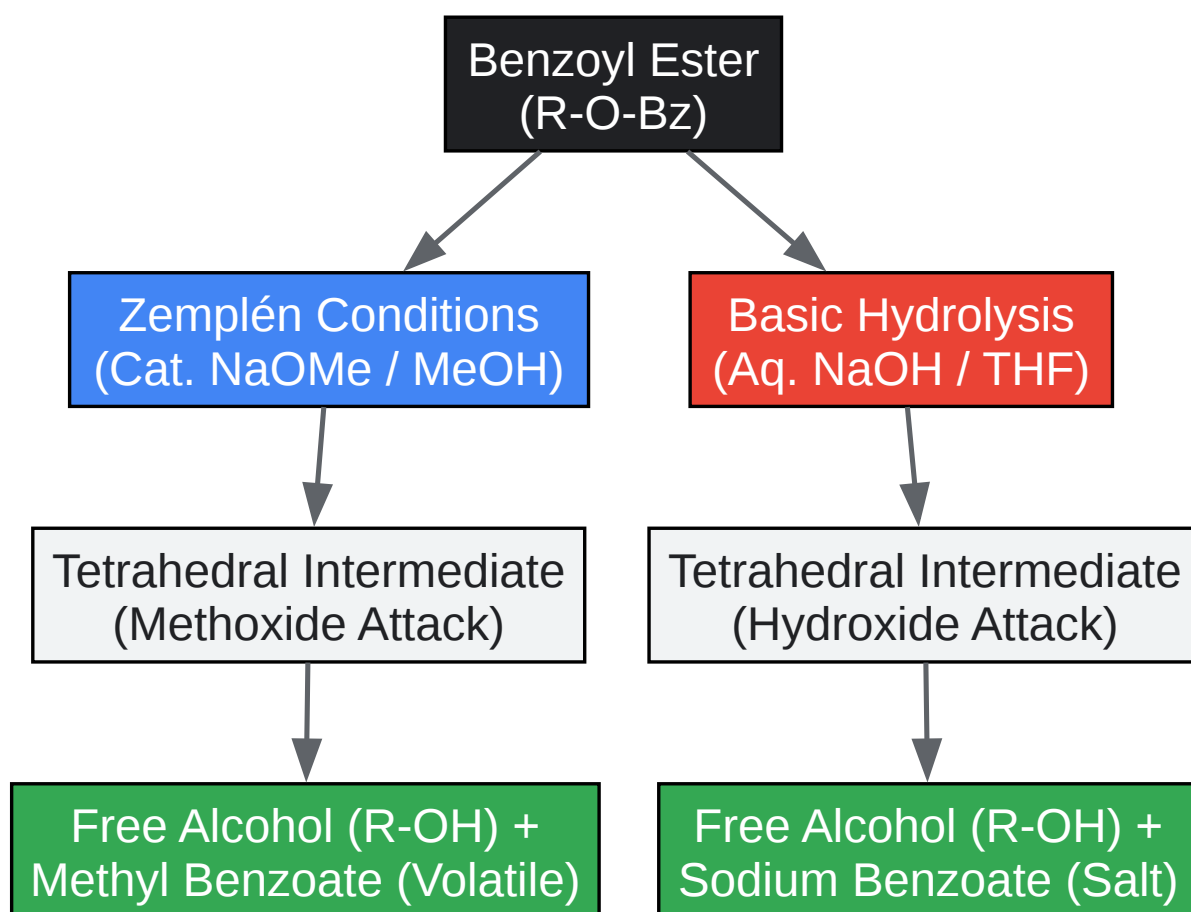 Benzoyl Ester
(R-O-Bz)
Zemplén Conditions
(Cat. NaOMe / MeOH)
Basic Hydrolysis
(Aq. NaOH / THF)
Tetrahedral Intermediate
(Methoxide Attack)
Tetrahedral Intermediate
(Hydroxide Attack)
Free Alcohol (R-OH) +
Methyl Benzoate (Volatile)
Free Alcohol (R-OH) +
Sodium Benzoate (Salt)